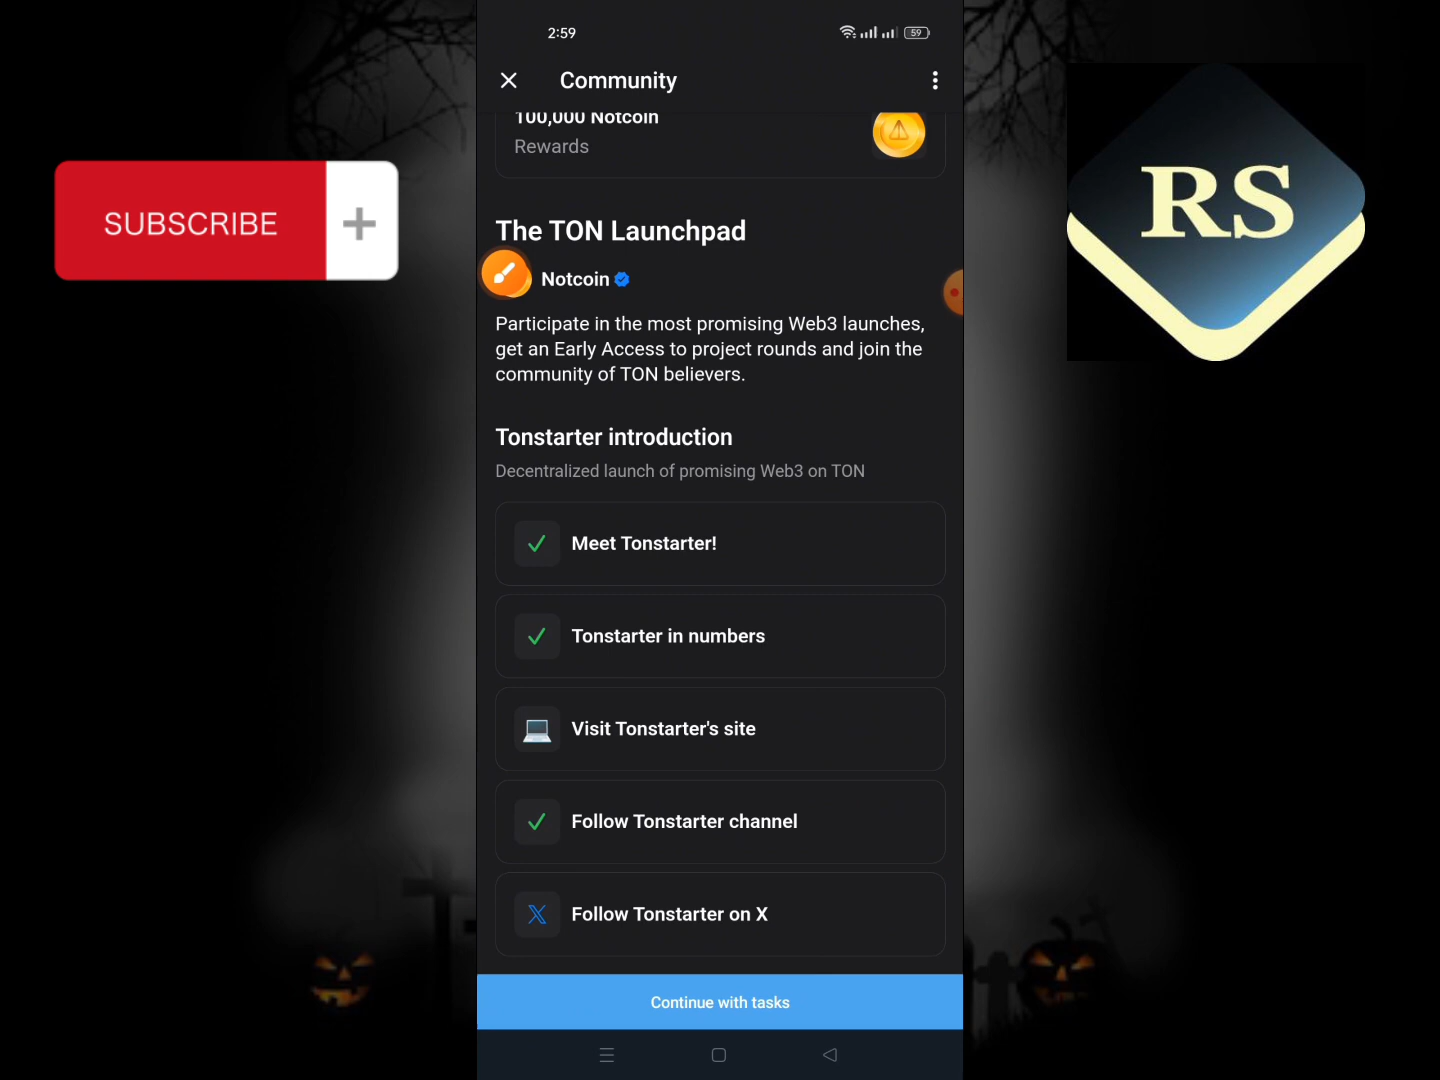 2:59
59
Community
100,000 Notcoin
Rewards
SUBSCRIBE
RS
The TON Launchpad
Notcoin
Participate in the most promising Web3 launches,
get an Early Access to project rounds and join the
community of TON believers.
Tonstarter introduction
Decentralized launch of promising Web3 on TON
Meet Tonstarter!
Tonstarter in numbers
Visit Tonstarter's site
Follow Tonstarter channel
Follow Tonstarter on X
Continue with tasks